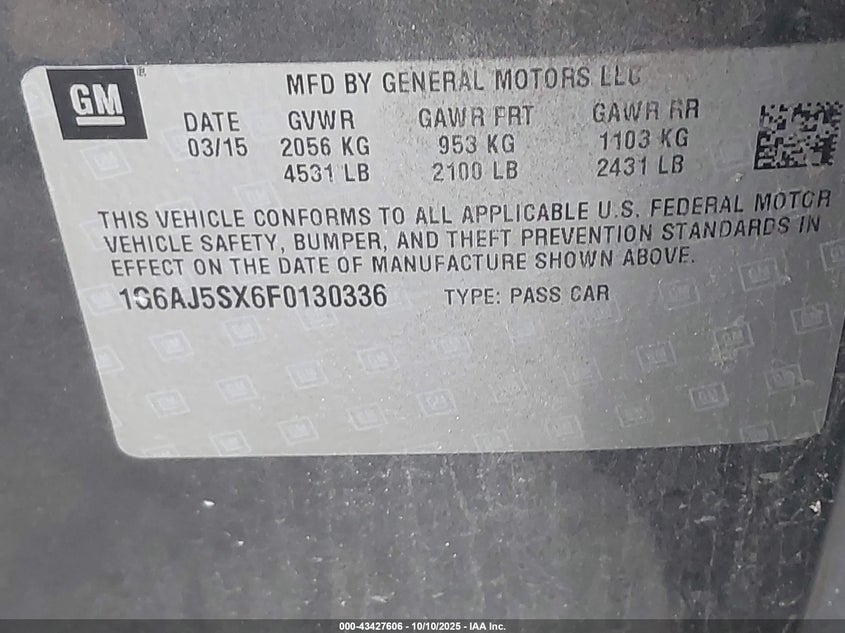 GM
MFD BY GENERAL MOTORS LLC
DATE GVWR GAWR FRT GAWR RR
03/15 2056 KG 953 KG 1103 KG
4531 LB 2100 LB 2431 LB
THIS VEHICLE CONFORMS TO ALL APPLICABLE U.S. FEDERAL MOTOR
VEHICLE SAFETY, BUMPER, AND THEFT PREVENTION STANDARDS IN
EFFECT ON THE DATE OF MANUFACTURE SHOWN ABOVE.
1G6AJ5SX6F0130336 TYPE: PASS CAR
000-43427606 - 10/10/2025 - IAA Inc.